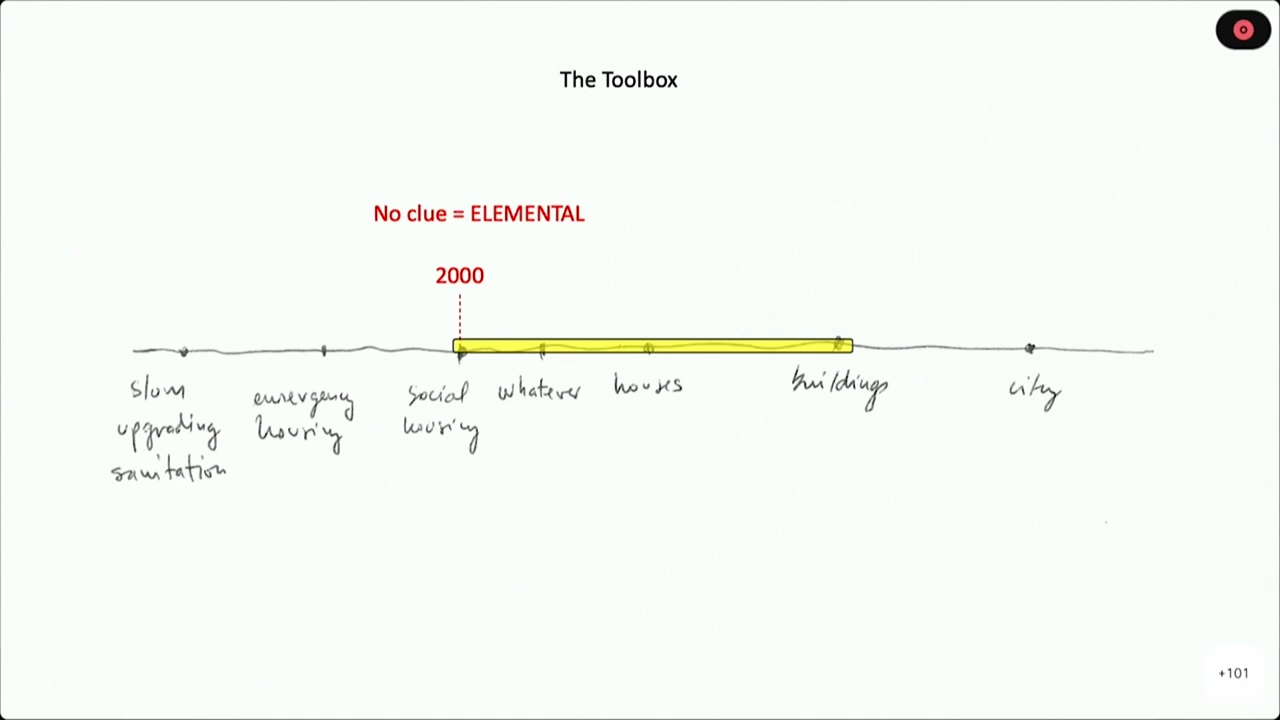 The Toolbox
No clue = ELEMENTAL
2000
slum
upgrading
sanitation
emergency
housing
social
housing
whatever
houses
buildings
city
+101